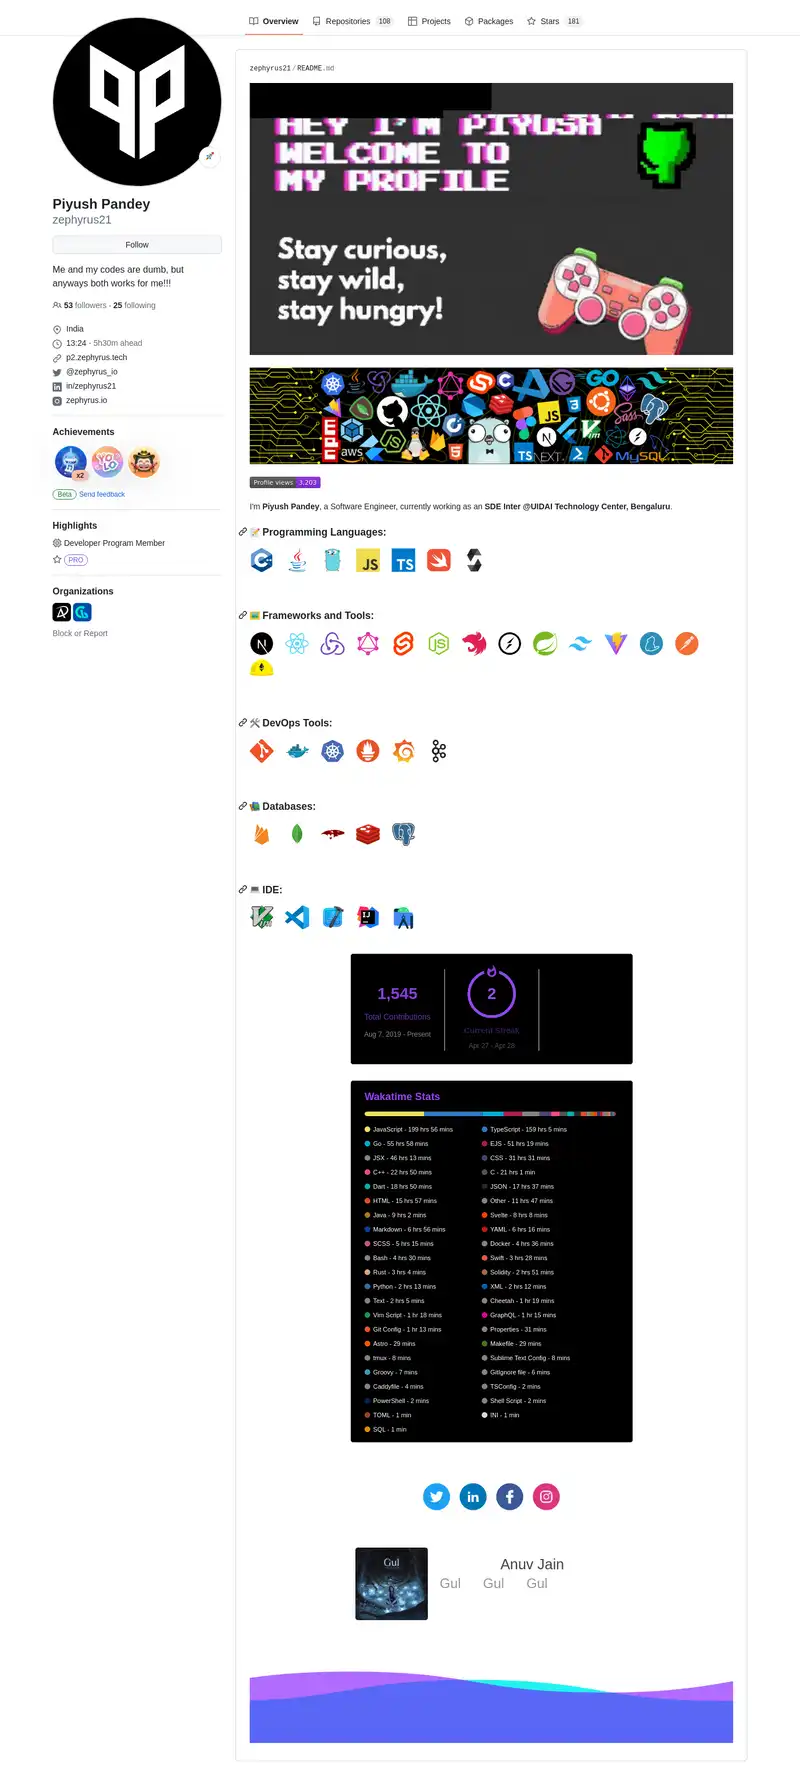 Overview
Repositories 108
Projects
Packages
Stars 181
Piyush Pandey
zephyrus21
Follow
Me and my codes are dumb, but
anyways both works for me!!!
53 followers · 25 following
India
13:24 - 5h30m ahead
p2.zephyrus.tech
@zephyrus_io
in/zephyrus21
zephyrus.io
Achievements
YOLO
x2
Beta Send feedback
Highlights
Developer Program Member
PRO
Organizations
Block or Report
zephyrus21/README.md
HEY I'M PIYUSH
WELCOME TO
MY PROFILE
Stay curious,
stay wild,
stay hungry!
GO
JS
Sass
Vim
aws
TS
NEXT
MySQL
Profile views 3,203
I'm Piyush Pandey, a Software Engineer, currently working as an SDE Inter @UIDAI Technology Center, Bengaluru.
Programming Languages:
JS
TS
Frameworks and Tools:
DevOps Tools:
Databases:
IDE:
1,545
Total Contributions
Aug 7, 2019 - Present
2
Current Streak
Apr 27 - Apr 28
Wakatime Stats
JavaScript - 199 hrs 56 mins
TypeScript - 159 hrs 5 mins
Go - 55 hrs 58 mins
EJS - 51 hrs 19 mins
JSX - 46 hrs 13 mins
CSS - 31 hrs 31 mins
C++ - 22 hrs 50 mins
C - 21 hrs 1 min
Dart - 18 hrs 50 mins
JSON - 17 hrs 37 mins
HTML - 15 hrs 57 mins
Other - 11 hrs 47 mins
Java - 9 hrs 2 mins
Svelte - 8 hrs 8 mins
Markdown - 6 hrs 56 mins
YAML - 6 hrs 16 mins
SCSS - 5 hrs 15 mins
Docker - 4 hrs 36 mins
Bash - 4 hrs 30 mins
Swift - 3 hrs 28 mins
Rust - 3 hrs 4 mins
Solidity - 2 hrs 51 mins
Python - 2 hrs 13 mins
XML - 2 hrs 12 mins
Text - 2 hrs 5 mins
Cheetah - 1 hr 19 mins
Vim Script - 1 hr 18 mins
GraphQL - 1 hr 15 mins
Git Config - 1 hr 13 mins
Properties - 31 mins
Astro - 29 mins
Makefile - 29 mins
tmux - 8 mins
Sublime Text Config - 8 mins
Groovy - 7 mins
GitIgnore file - 6 mins
Caddyfile - 4 mins
TSConfig - 2 mins
PowerShell - 2 mins
Shell Script - 2 mins
TOML - 1 min
INI - 1 min
SQL - 1 min
Gul
Anuv Jain
Gul Gul Gul